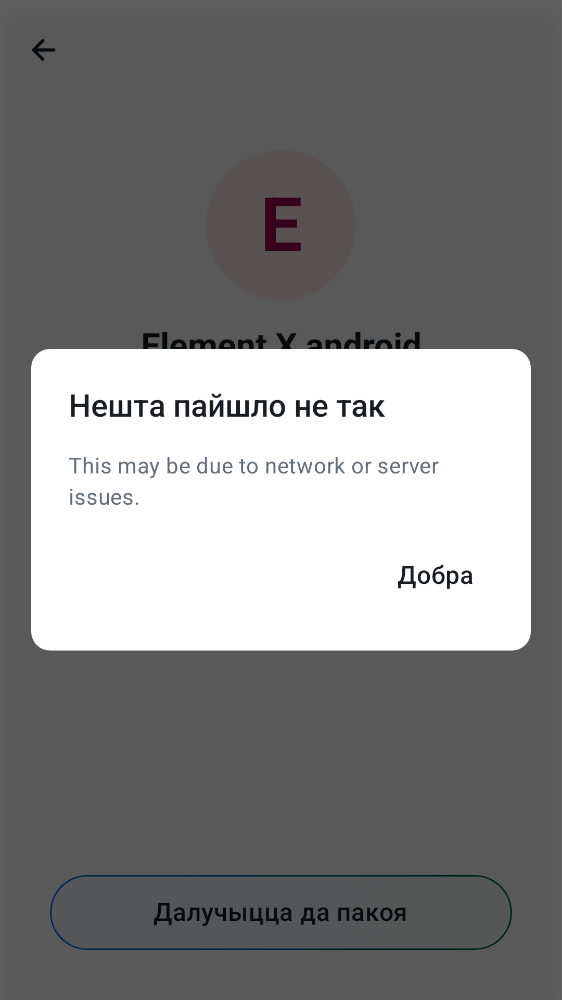 E
Element X android
Нешта пайшло не так
This may be due to network or server
issues.
Добра
Далучыцца да пакоя